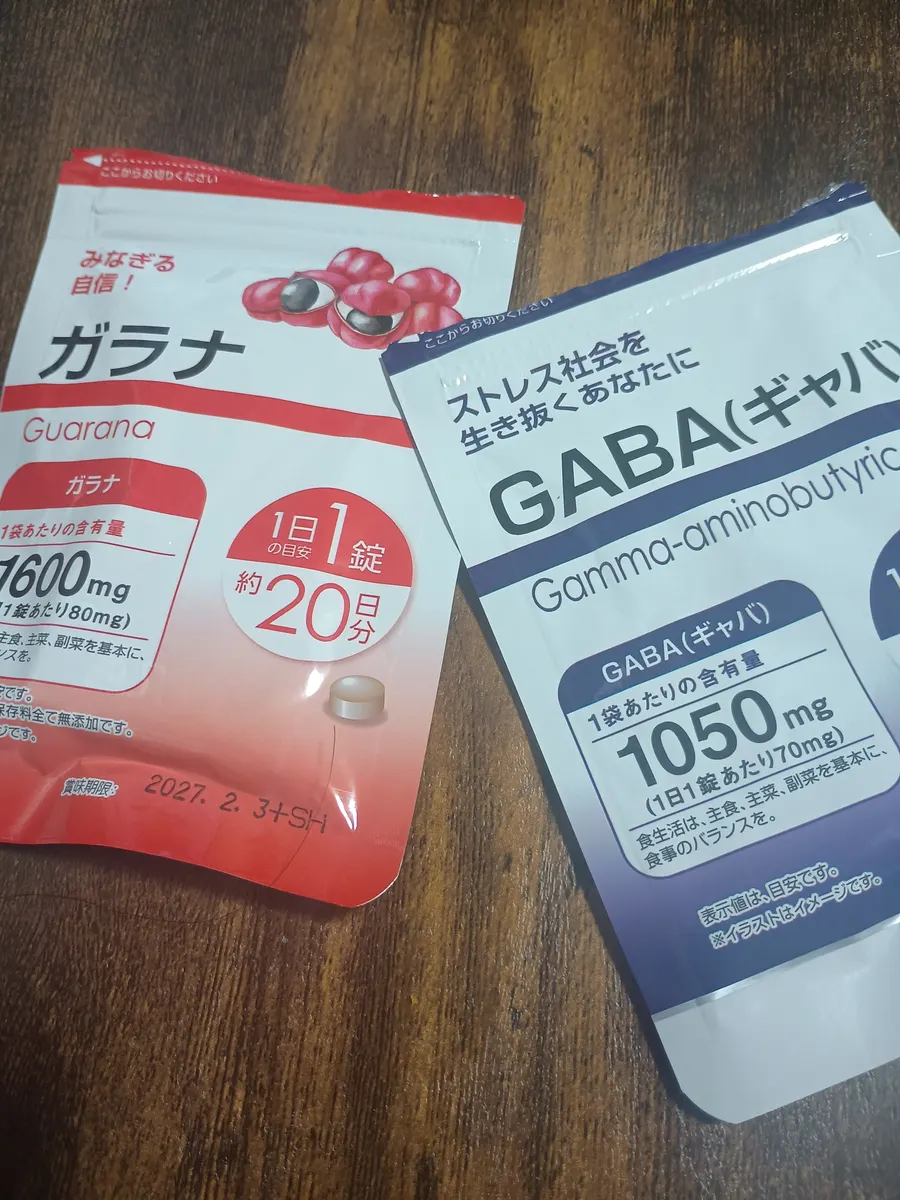 ここからお切りください
みなぎる
自信!
ガラナ
Guarana
ガラナ
1袋あたりの含有量
1600mg
1錠あたり80mg)
主食、主菜、副菜を基本に、
ンスを。
1日
の目安
1錠
約20日分
です。
保存料全て無添加です。
ジです。
賞味期限:
2027. 2. 3+SH
ここからお切りください
ストレス社会を
生き抜くあなたに
GABA(ギャバ)
Gamma-aminobutyric
GABA(ギャバ)
1袋あたりの含有量
1050mg
(1日1錠あたり70mg)
食生活は、主食、主菜、副菜を基本に、
食事のバランスを。
1
表示値は、目安です。
※イラストはイメージです。